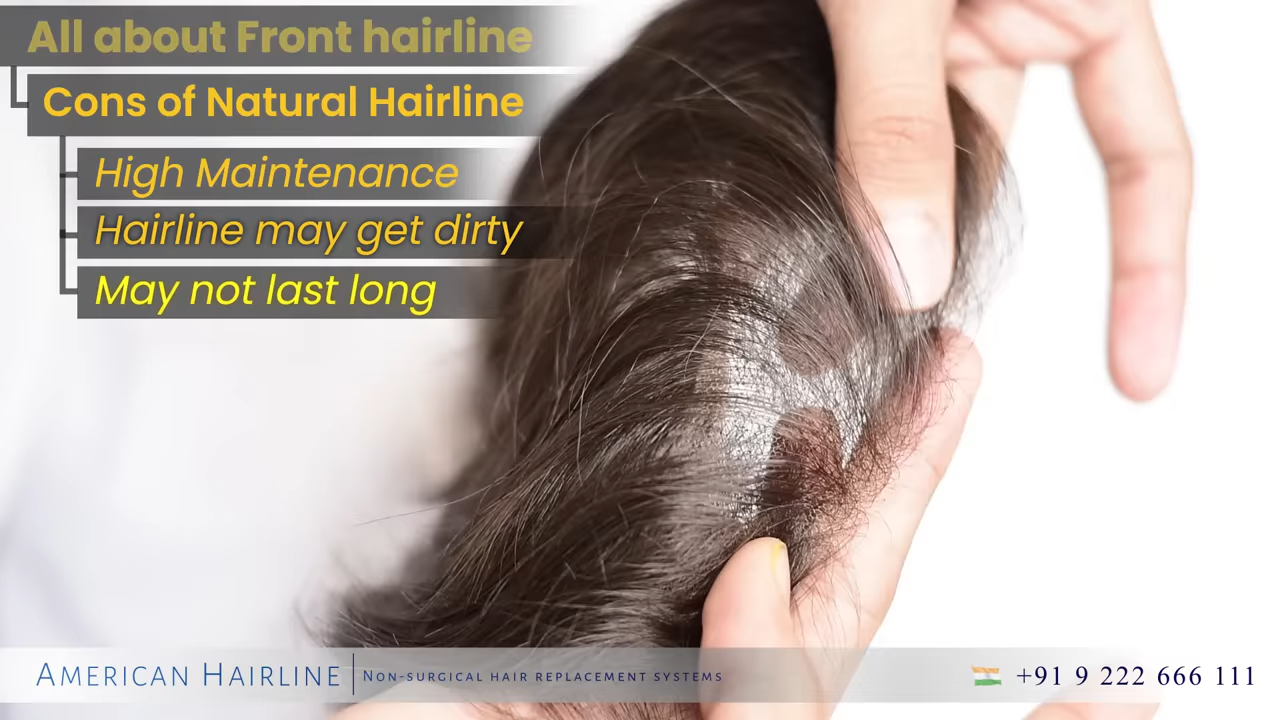 All about Front hairline
Cons of Natural Hairline
High Maintenance
Hairline may get dirty
May not last long
American Hairline | Non-surgical hair replacement systems
+91 9 222 666 111